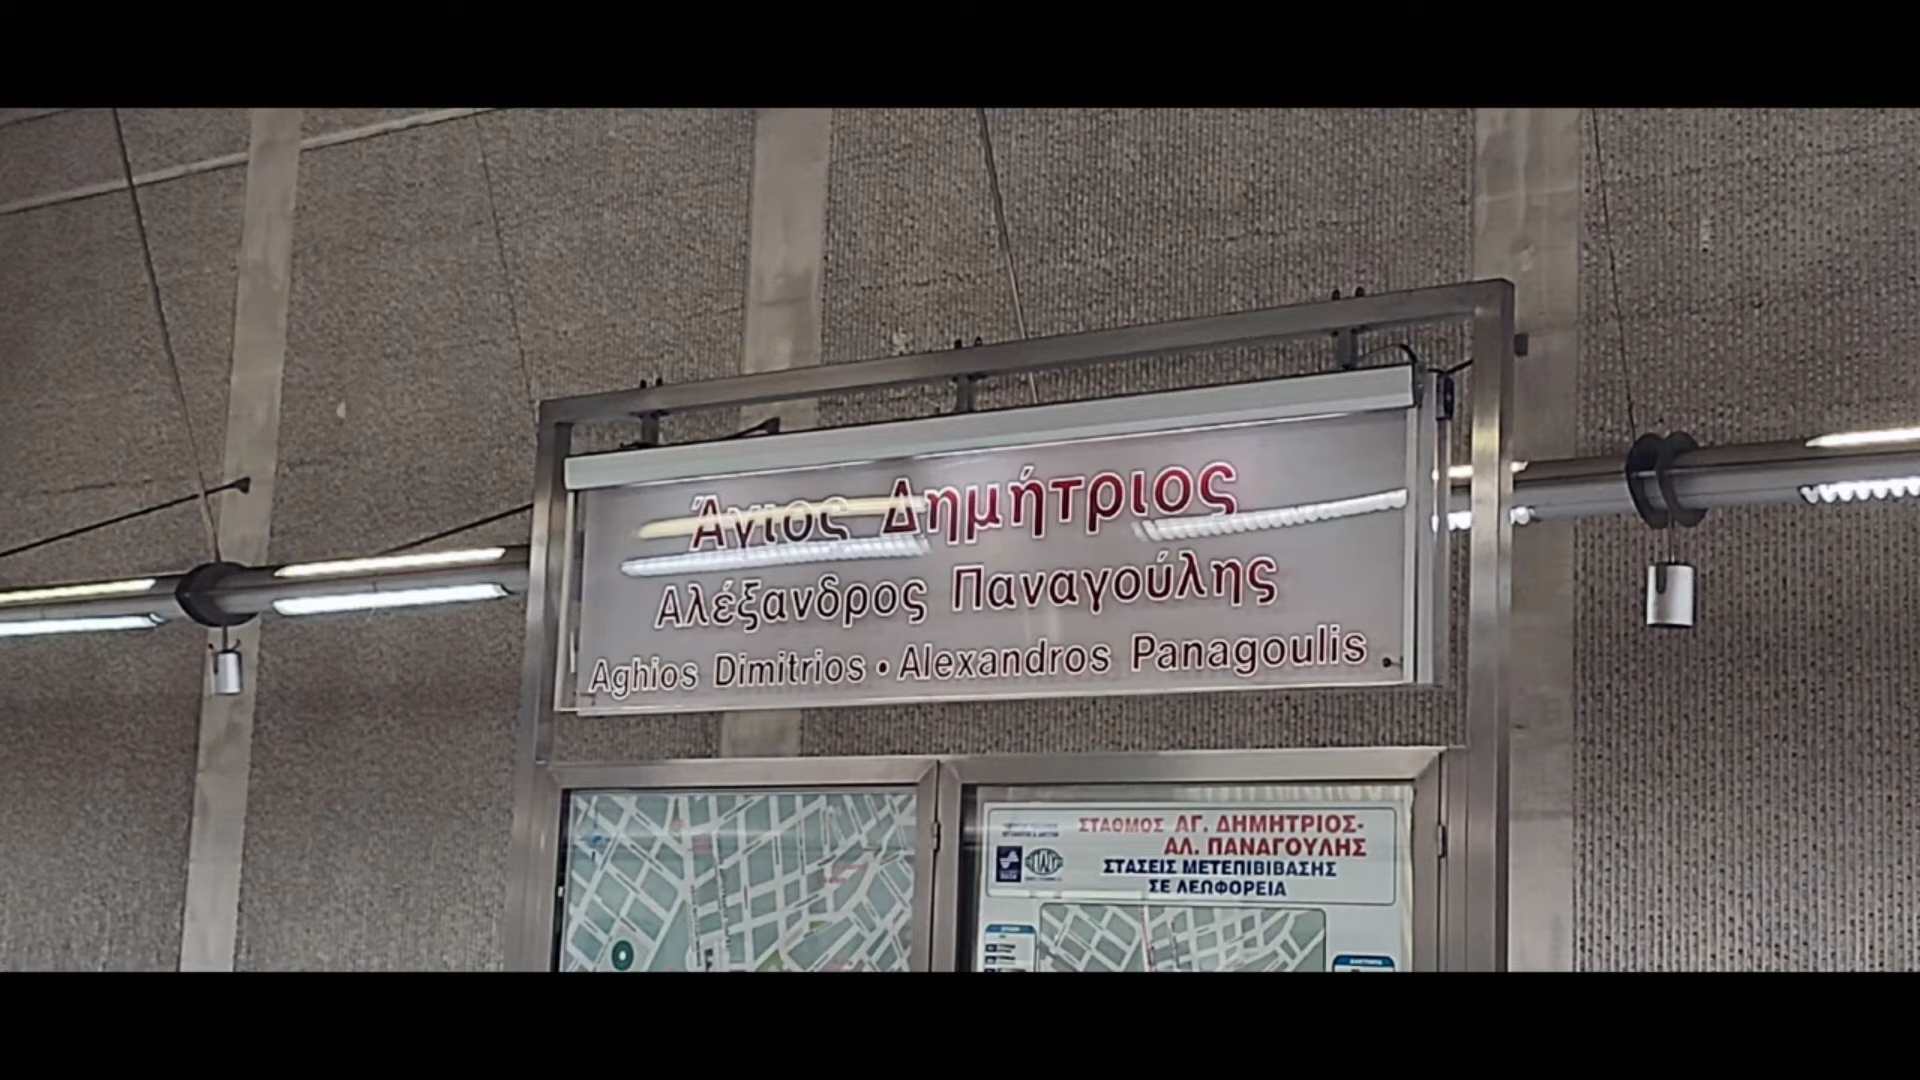 Άγιος Δημήτριος
Αλέξανδρος Παναγούλης
Aghios Dimitrios • Alexandros Panagoulis
ΣΤΑΘΜΟΣ ΑΓ. ΔΗΜΗΤΡΙΟΣ-
ΑΛ. ΠΑΝΑΓΟΥΛΗΣ
ΣΤΑΣΕΙΣ ΜΕΤΕΠΙΒΙΒΑΣΗΣ
ΣΕ ΛΕΩΦΟΡΕΙΑ